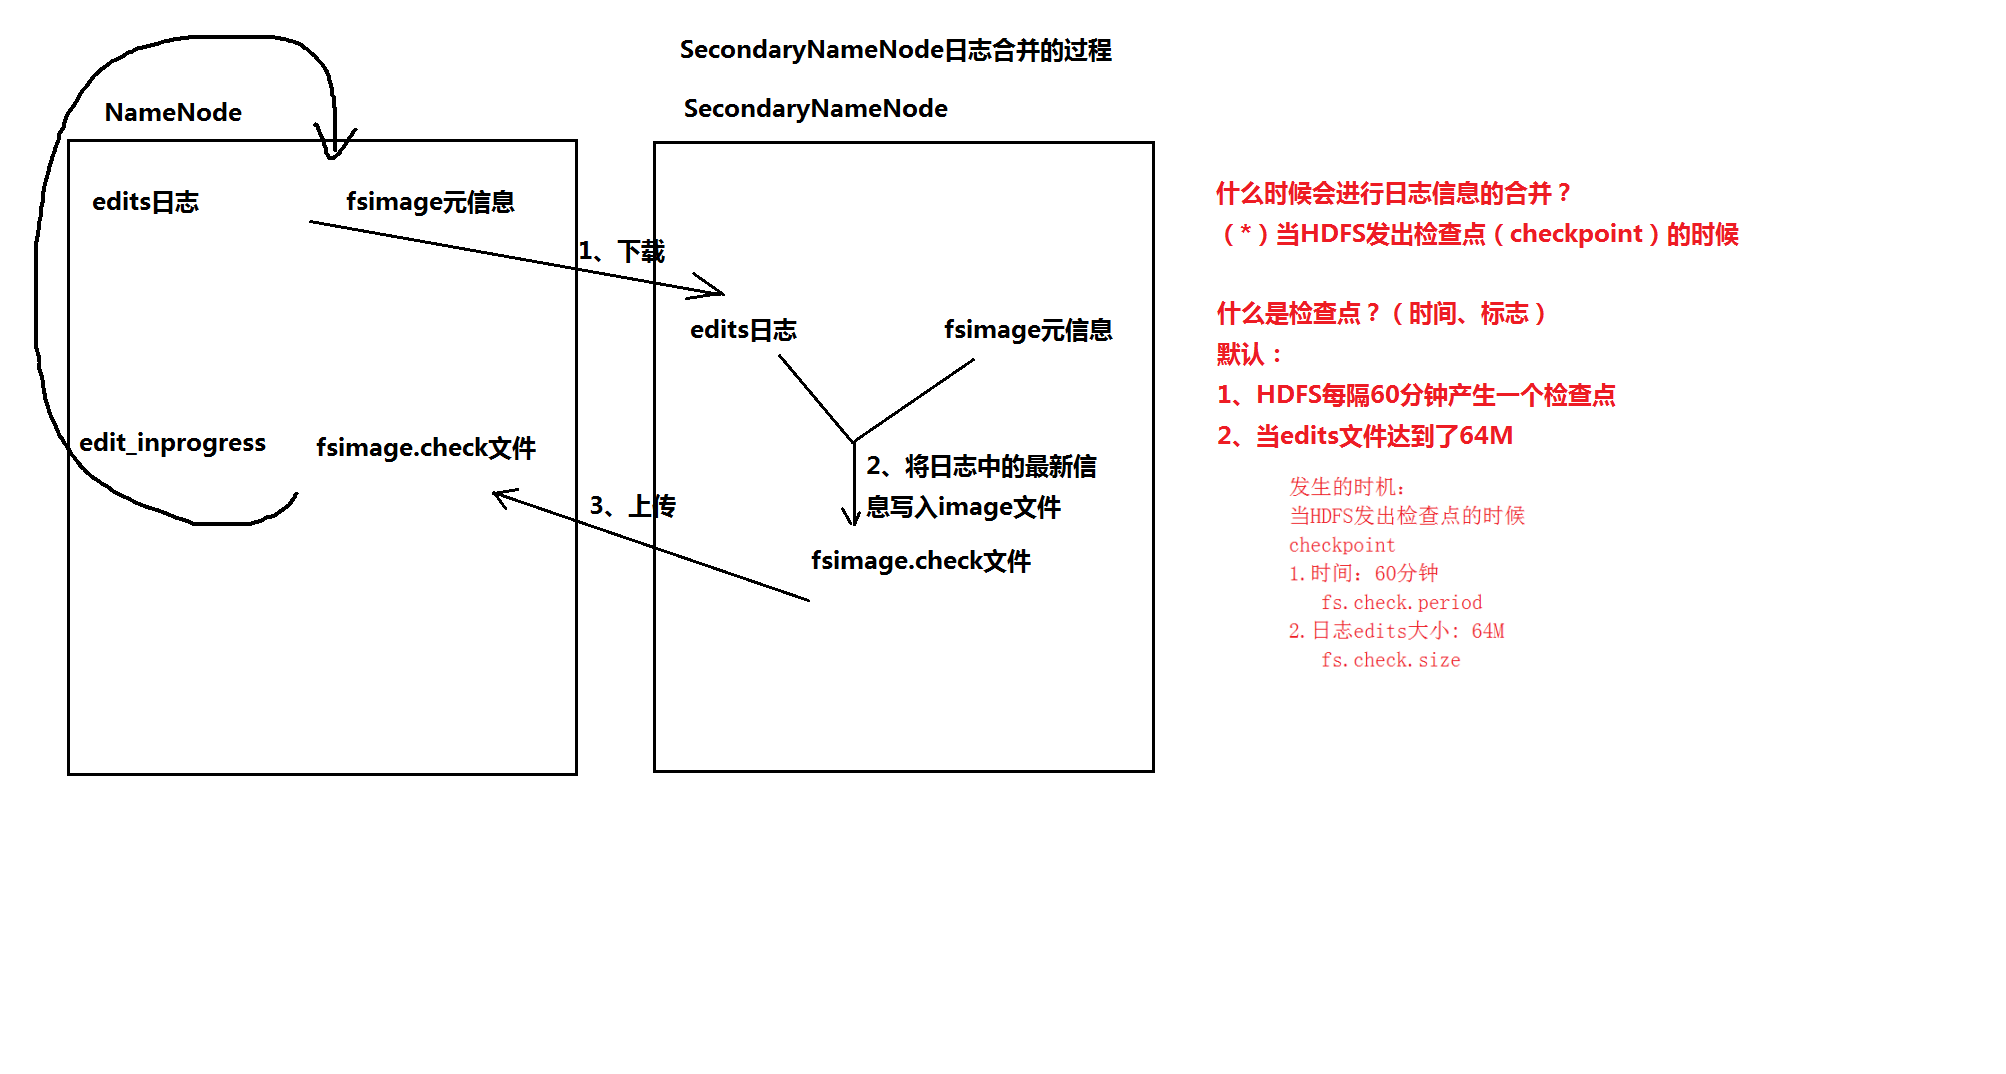 SecondaryNameNode日志合并的过程
NameNode
SecondaryNameNode
edits日志
fsimage元信息
1、下载
edits日志
fsimage元信息
edit_inprogress
fsimage.check文件
2、将日志中的最新信
息写入image文件
3、上传
fsimage.check文件
什么时候会进行日志信息的合并？
（*）当HDFS发出检查点（checkpoint）的时候
什么是检查点？（时间、标志）
默认：
1、HDFS每隔60分钟产生一个检查点
2、当edits文件达到了64M
发生的时机：
当HDFS发出检查点的时候
checkpoint
1.时间：60分钟
fs.check.period
2.日志edits大小：64M
fs.check.size